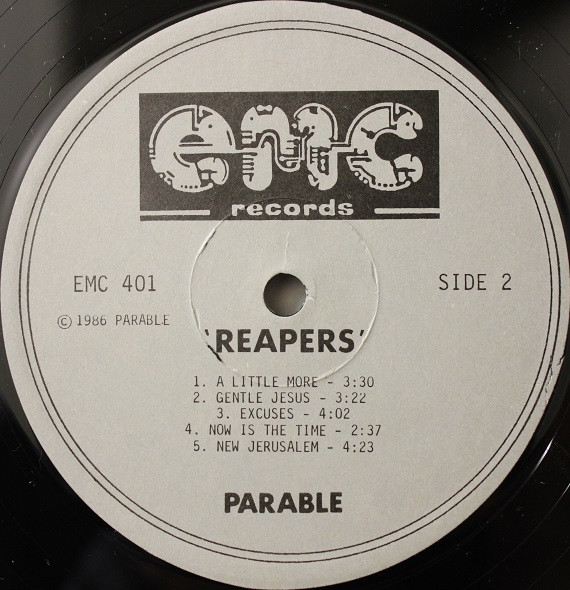 emc
records
EMC 401
SIDE 2
© 1986 PARABLE
'REAPERS'
1. A LITTLE MORE - 3:30
2. GENTLE JESUS - 3:22
3. EXCUSES - 4:02
4. NOW IS THE TIME - 2:37
5. NEW JERUSALEM - 4:23
PARABLE